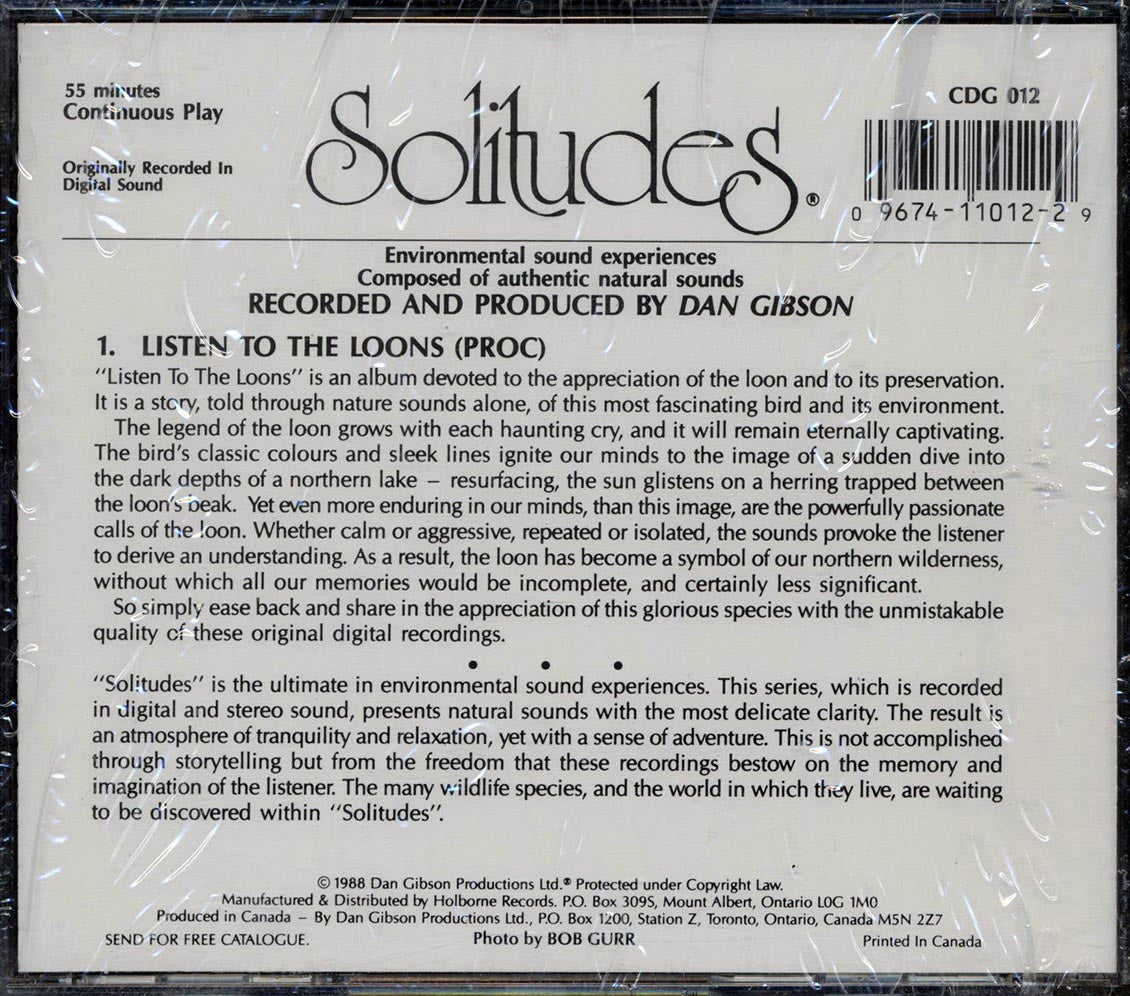 55 minutes
Continuous Play
Originally Recorded In
Digital Sound
Solitudes®
CDG 012
0 9674-11012-2 9
Environmental sound experiences
Composed of authentic natural sounds
RECORDED AND PRODUCED BY DAN GIBSON
1. LISTEN TO THE LOONS (PROC)
"Listen To The Loons" is an album devoted to the appreciation of the loon and to its preservation.
It is a story, told through nature sounds alone, of this most fascinating bird and its environment.
The legend of the loon grows with each haunting cry, and it will remain eternally captivating.
The bird's classic colours and sleek lines ignite our minds to the image of a sudden dive into
the dark depths of a northern lake – resurfacing, the sun glistens on a herring trapped between
the loon's beak. Yet even more enduring in our minds, than this image, are the powerfully passionate
calls of the loon. Whether calm or aggressive, repeated or isolated, the sounds provoke the listener
to derive an understanding. As a result, the loon has become a symbol of our northern wilderness,
without which all our memories would be incomplete, and certainly less significant.
So simply ease back and share in the appreciation of this glorious species with the unmistakable
quality of these original digital recordings.
• • •
"Solitudes" is the ultimate in environmental sound experiences. This series, which is recorded
in digital and stereo sound, presents natural sounds with the most delicate clarity. The result is
an atmosphere of tranquility and relaxation, yet with a sense of adventure. This is not accomplished
through storytelling but from the freedom that these recordings bestow on the memory and
imagination of the listener. The many wildlife species, and the world in which they live, are waiting
to be discovered within "Solitudes".
© 1988 Dan Gibson Productions Ltd.® Protected under Copyright Law.
Manufactured & Distributed by Holborne Records. P.O. Box 309S, Mount Albert, Ontario L0G 1M0
Produced in Canada – By Dan Gibson Productions Ltd., P.O. Box 1200, Station Z, Toronto, Ontario, Canada M5N 2Z7
SEND FOR FREE CATALOGUE.
Photo by BOB GURR
Printed In Canada